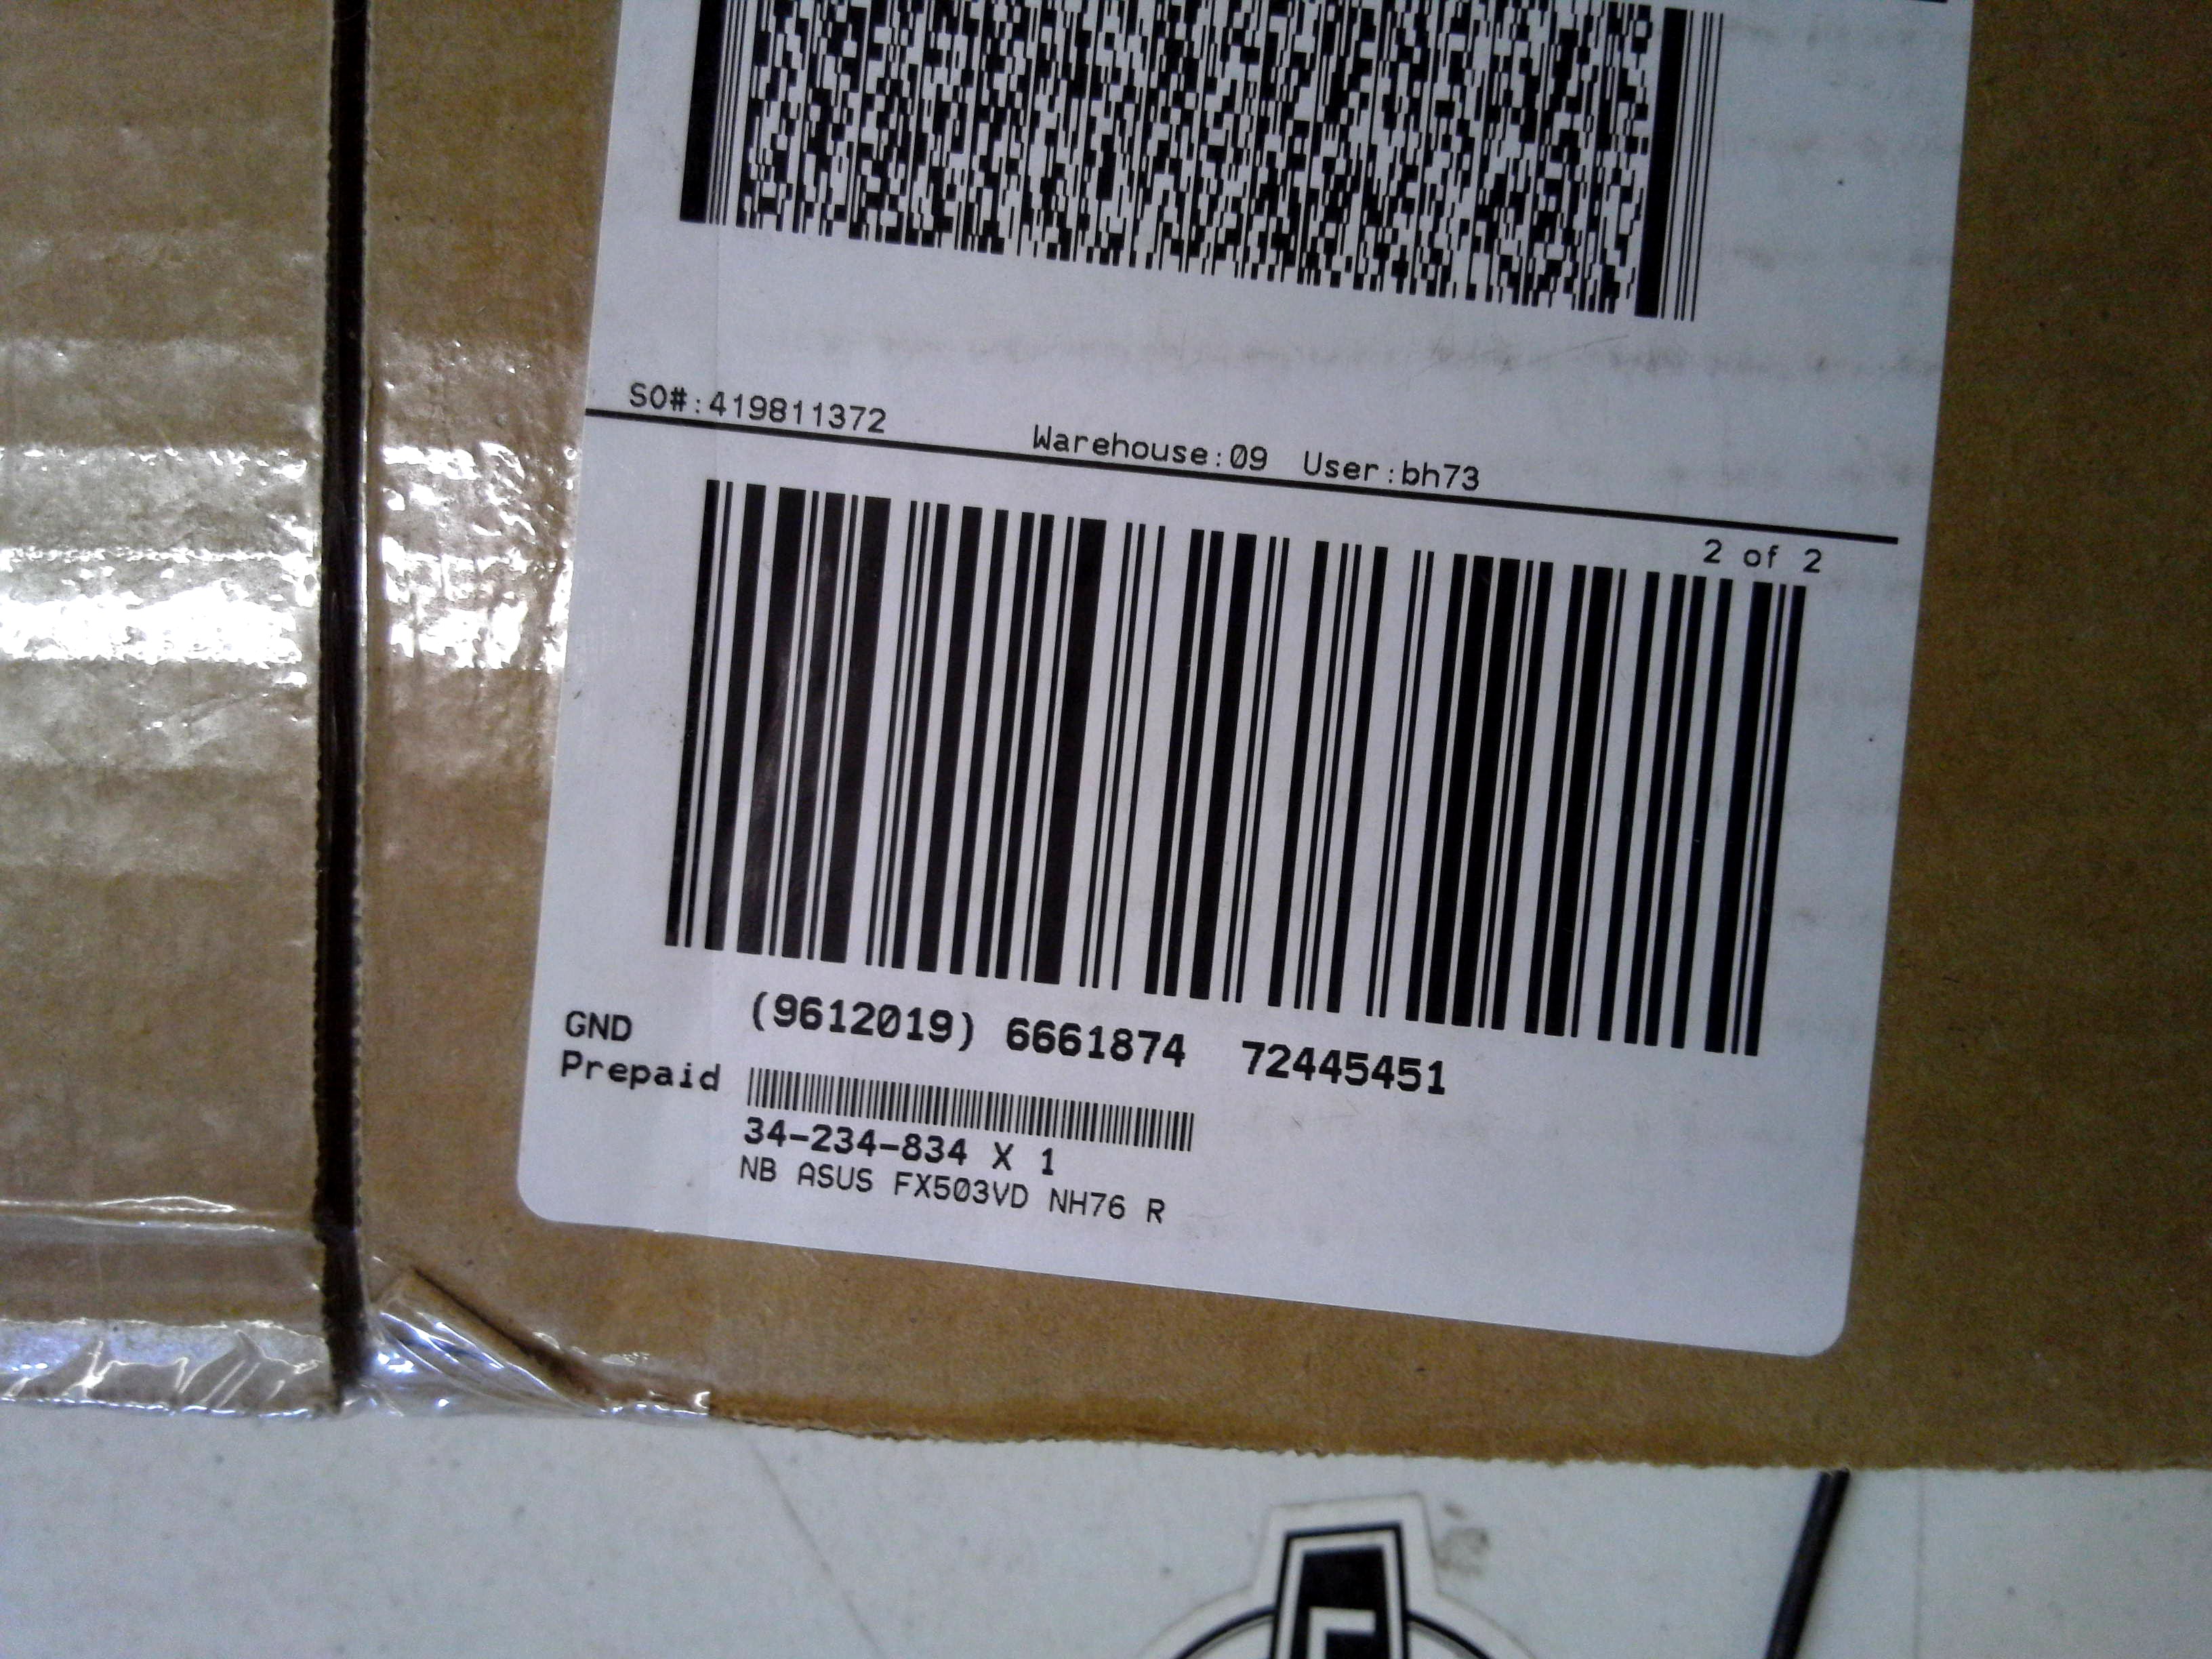 SO#:419811372
Warehouse:09 User:bh73
2 of 2
(9612019) 6661874 72445451
GND
Prepaid
34-234-834 X 1
NB ASUS FX503VD NH76 R